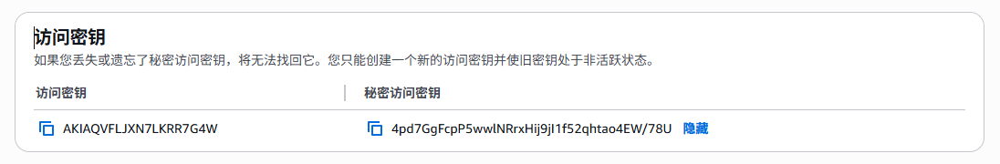 访问密钥
如果您丢失或遗忘了秘密访问密钥，将无法找回它。您只能创建一个新的访问密钥并使旧密钥处于非活跃状态。
访问密钥 秘密访问密钥
AKIAQVFLJXN7LKRR7G4W 4pd7GgFcpP5wwlNRrxHij9jI1f52qhtao4EW/78U 隐藏